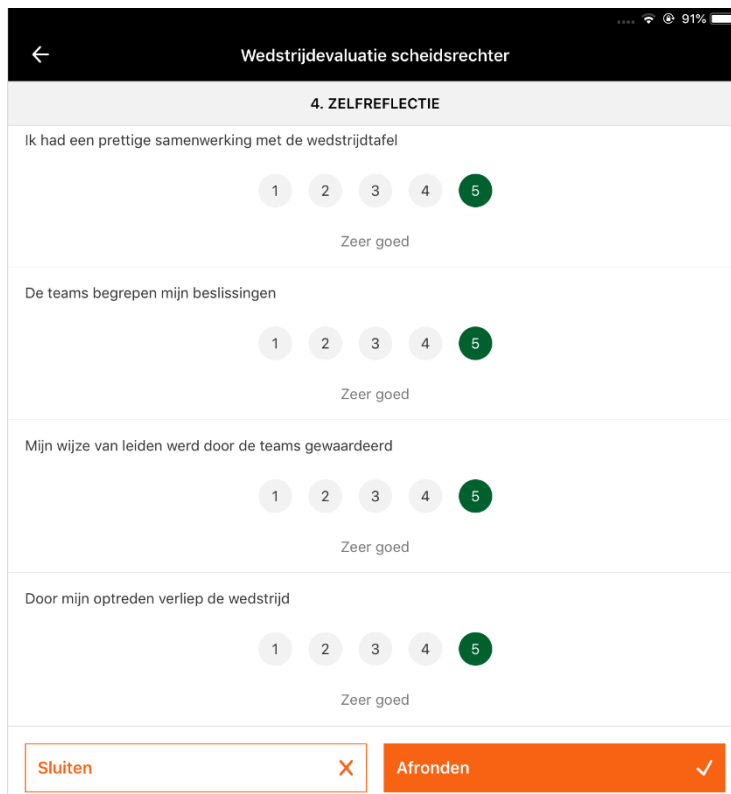 91%
Wedstrijdevaluatie scheidsrechter
4. ZELFREFLECTIE
Ik had een prettige samenwerking met de wedstrijdtafel
1 2 3 4 5
Zeer goed
De teams begrepen mijn beslissingen
1 2 3 4 5
Zeer goed
Mijn wijze van leiden werd door de teams gewaardeerd
1 2 3 4 5
Zeer goed
Door mijn optreden verliep de wedstrijd
1 2 3 4 5
Zeer goed
Sluiten Afronden